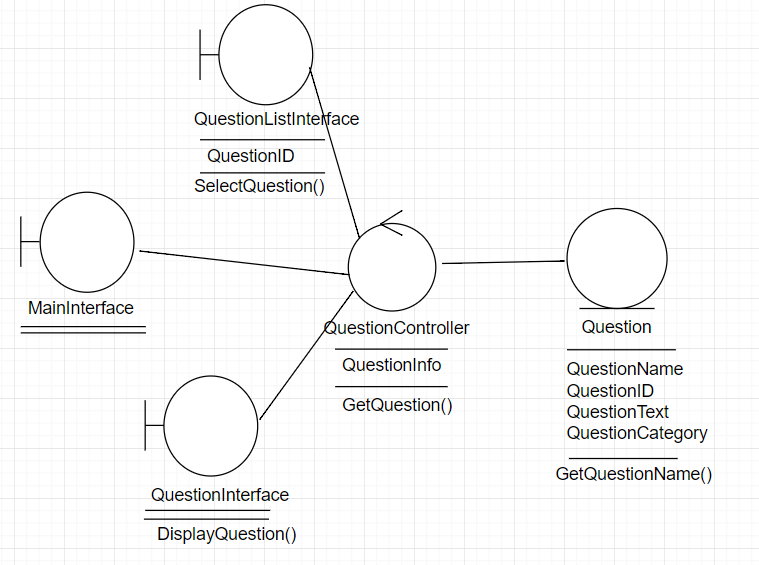 QuestionListInterface
QuestionID
SelectQuestion()
MainInterface
QuestionController
QuestionInfo
GetQuestion()
Question
QuestionName
QuestionID
QuestionText
QuestionCategory
GetQuestionName()
QuestionInterface
DisplayQuestion()